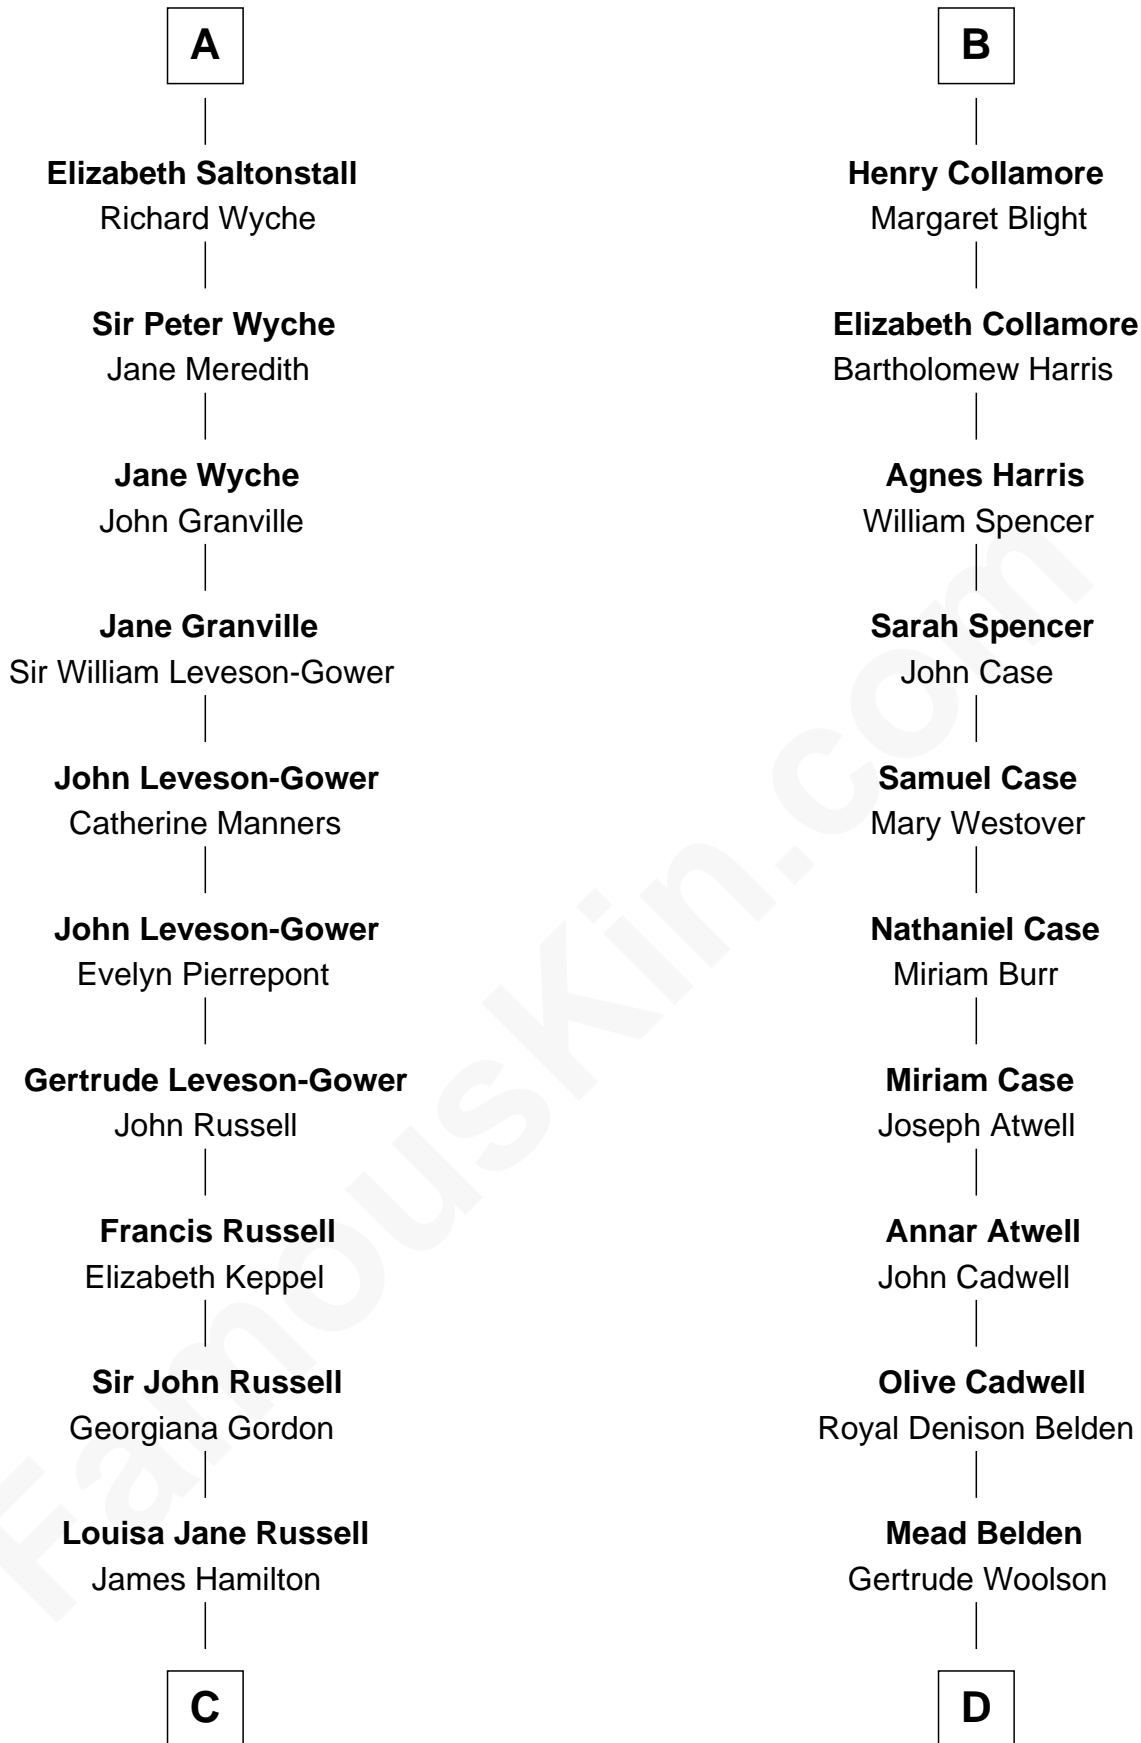 A
Elizabeth Saltonstall
Richard Wyche
Sir Peter Wyche
Jane Meredith
Jane Wyche
John Granville
Jane Granville
Sir William Leveson-Gower
John Leveson-Gower
Catherine Manners
John Leveson-Gower
Evelyn Pierrepont
Gertrude Leveson-Gower
John Russell
Francis Russell
Elizabeth Keppel
Sir John Russell
Georgiana Gordon
Louisa Jane Russell
James Hamilton
C
B
Henry Collamore
Margaret Blight
Elizabeth Collamore
Bartholomew Harris
Agnes Harris
William Spencer
Sarah Spencer
John Case
Samuel Case
Mary Westover
Nathaniel Case
Miriam Burr
Miriam Case
Joseph Atwell
Annar Atwell
John Cadwell
Olive Cadwell
Royal Denison Belden
Mead Belden
Gertrude Woolson
D
FamousKin.com